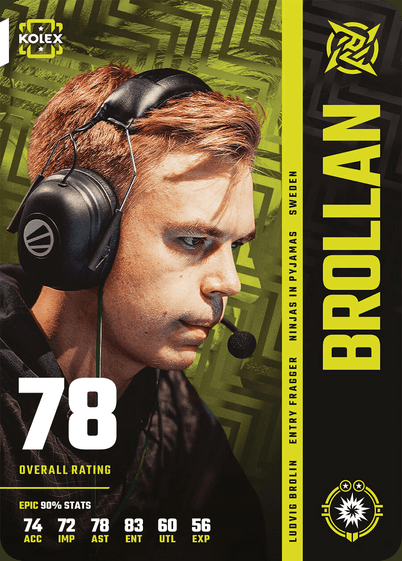 KOLEX
BROLLAN
LUDVIG BROLIN ENTRY FRAGGER NINJAS IN PYJAMAS SWEDEN
78
OVERALL RATING
EPIC 90% STATS
74 72 78 83 60 56
ACC IMP AST ENT UTL EXP